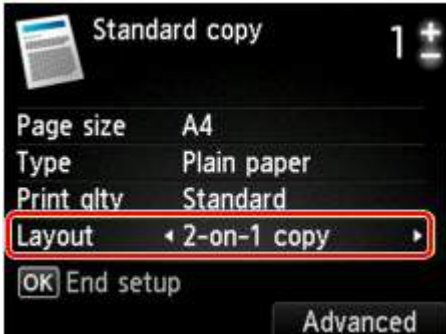 Standard copy 1
Page size A4
Type Plain paper
Print qlty Standard
Layout 2-on-1 copy
OK End setup
Advanced